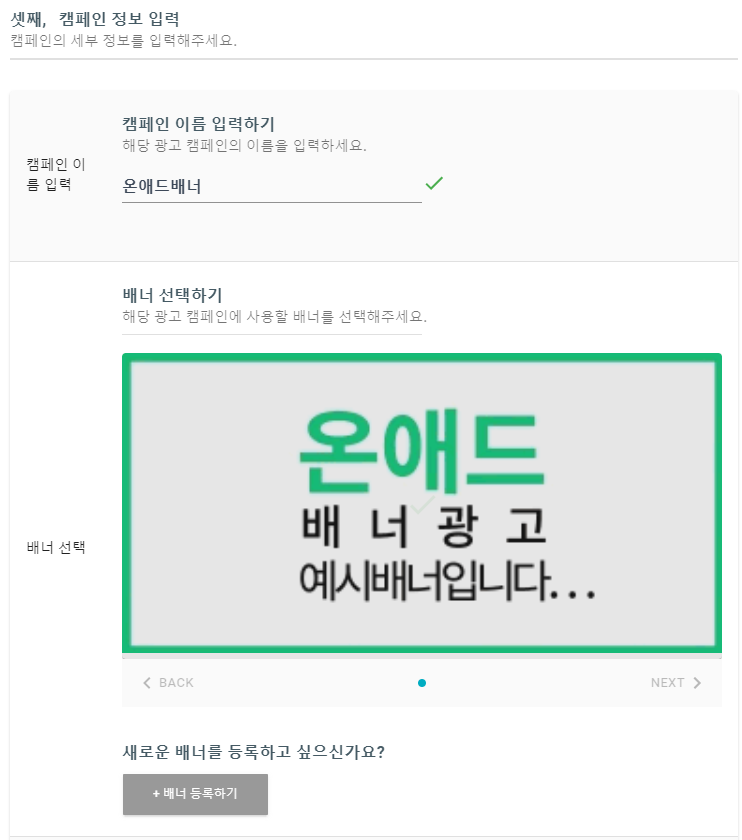 셋째, 캠페인 정보 입력
캠페인의 세부 정보를 입력해주세요.
캠페인 이름 입력하기
해당 광고 캠페인의 이름을 입력하세요.
캠페인 이
름 입력
온애드배너
배너 선택하기
해당 광고 캠페인에 사용할 배너를 선택해주세요.
온애드
배 너 광 고
예시배너입니다...
배너 선택
BACK
NEXT
새로운 배너를 등록하고 싶으신가요?
+ 배너 등록하기